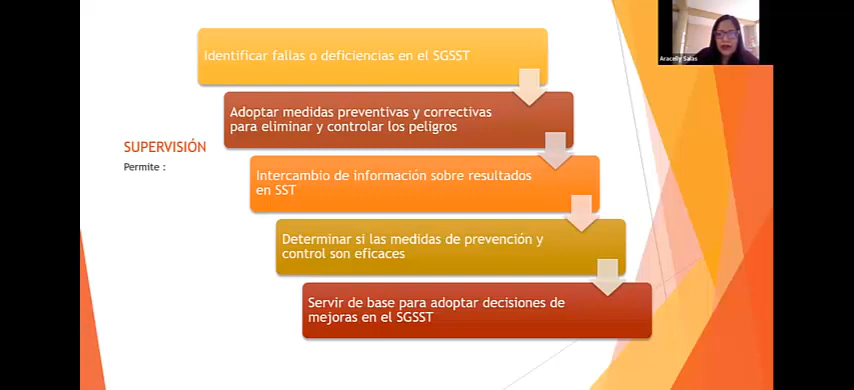 Aracelly Salas
Identificar fallas o deficiencias en el SGSST
Adoptar medidas preventivas y correctivas
para eliminar y controlar los peligros
SUPERVISIÓN
Permite :
Intercambio de información sobre resultados
en SST
Determinar si las medidas de prevención y
control son eficaces
Servir de base para adoptar decisiones de
mejoras en el SGSST